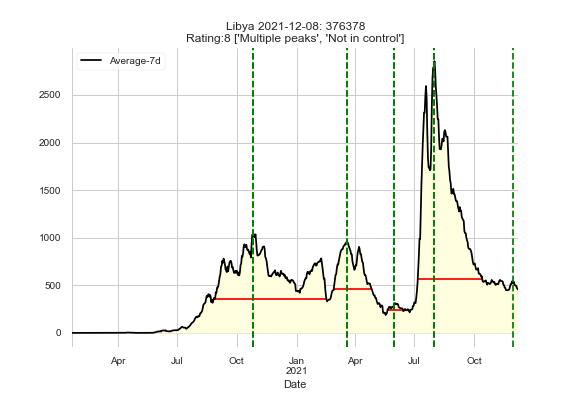 Libya 2021-12-08: 376378
Rating:8 ['Multiple peaks', 'Not in control']
Average-7d
2500
2000
1500
1000
500
0
Apr Jul Oct Jan Apr Jul Oct
2021
Date